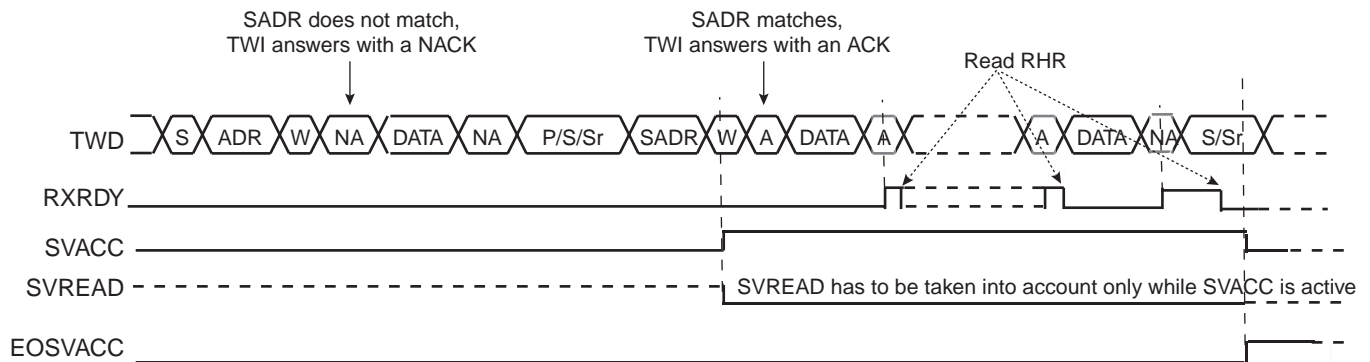 SADR does not match,
TWI answers with a NACK
SADR matches,
TWI answers with an ACK
Read RHR
TWD S ADR W NA DATA NA P/S/Sr SADR W A DATA A A DATA NA S/Sr
RXRDY
SVACC
SVREAD SVREAD has to be taken into account only while SVACC is active
EOSVACC